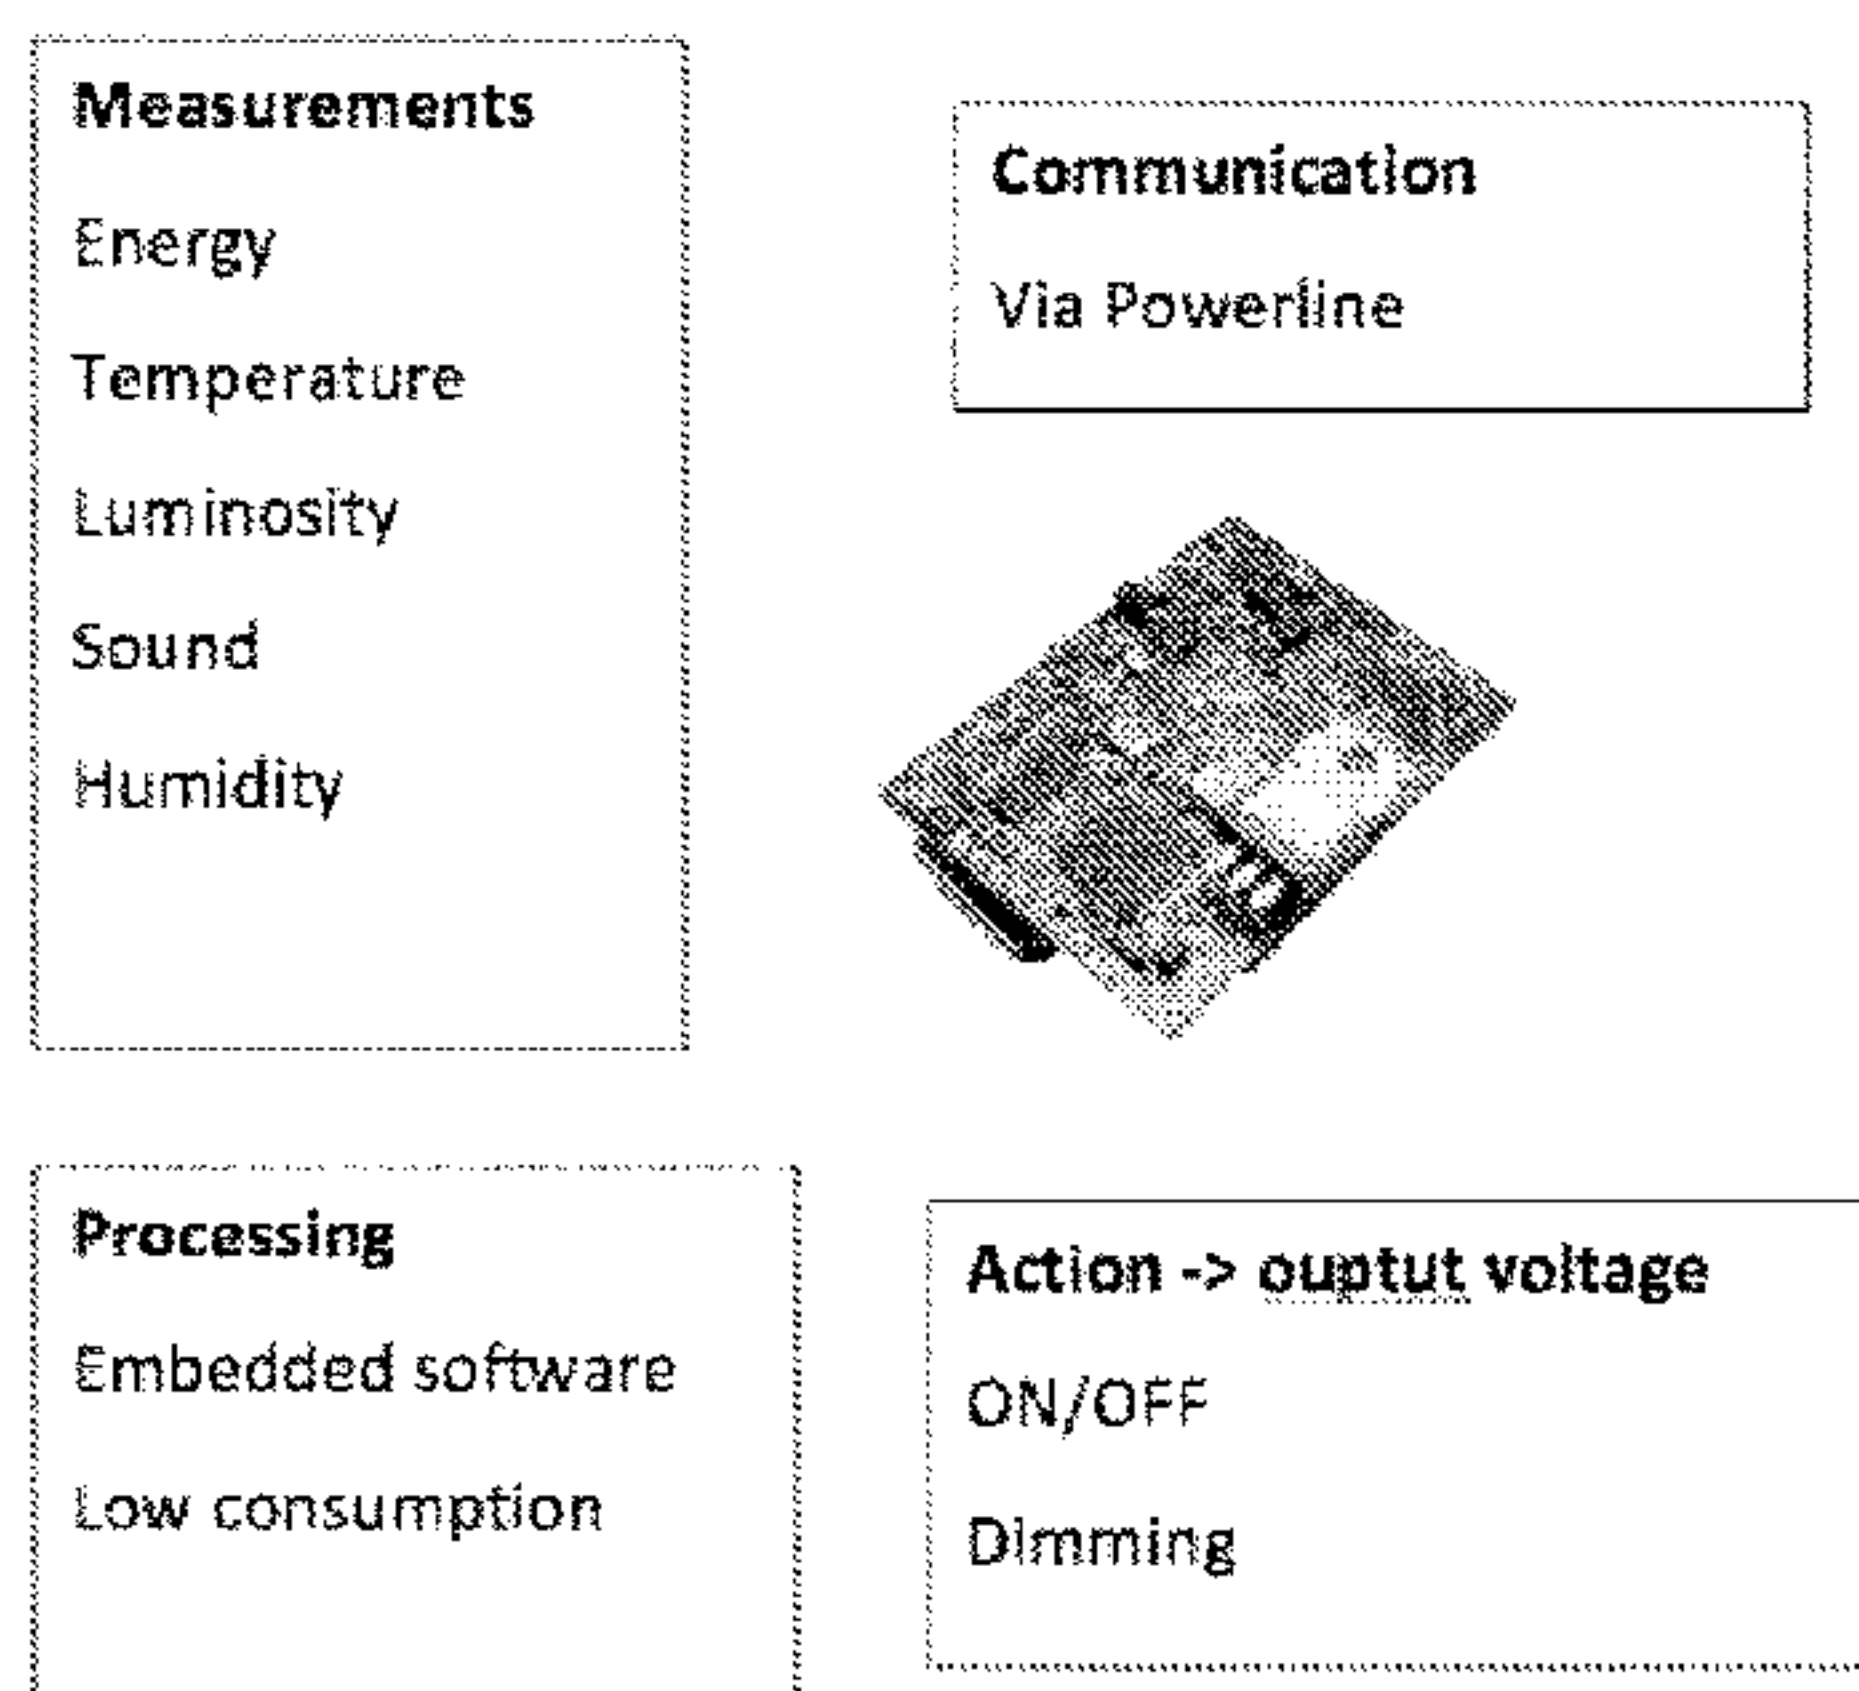 Measurements
Energy
Temperature
Luminosity
Sound
Humidity
Communication
Via Powerline
Processing
Embedded software
Low consumption
Action -> ouptut voltage
ON/OFF
Dimming